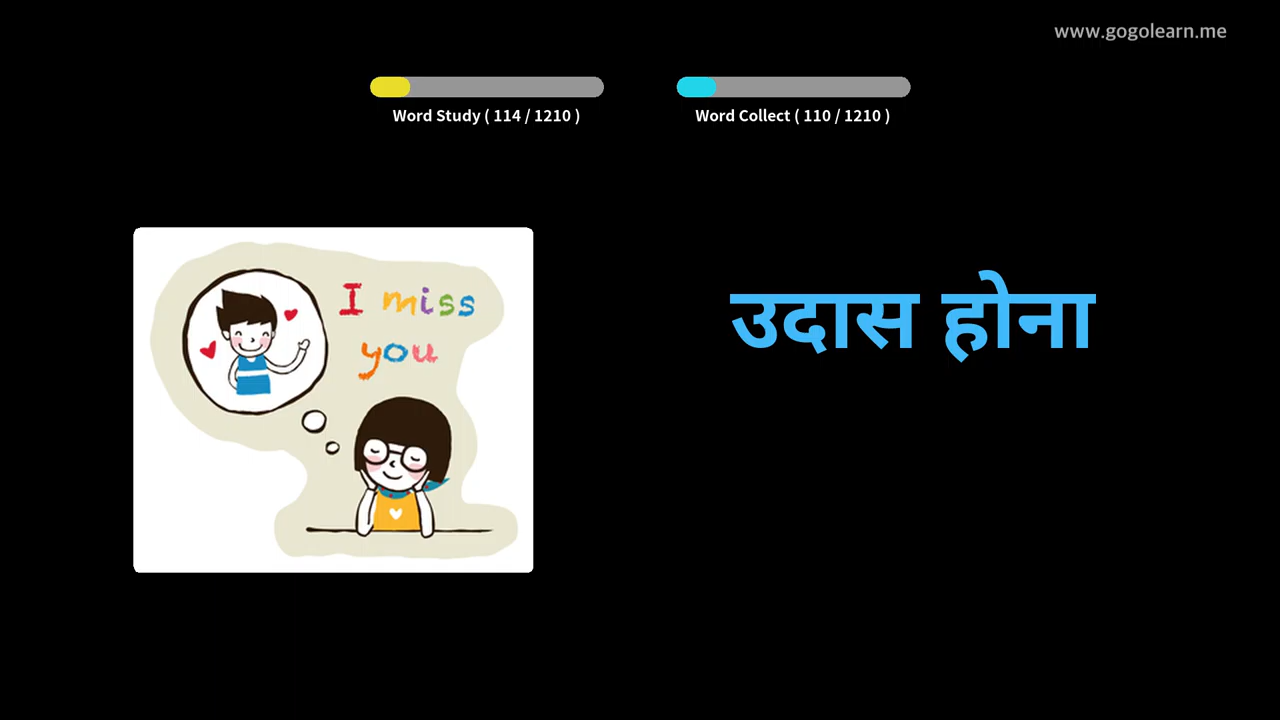 www.gogolearn.me
Word Study ( 114 / 1210 )
Word Collect ( 110 / 1210 )
I miss
you
उदास होना